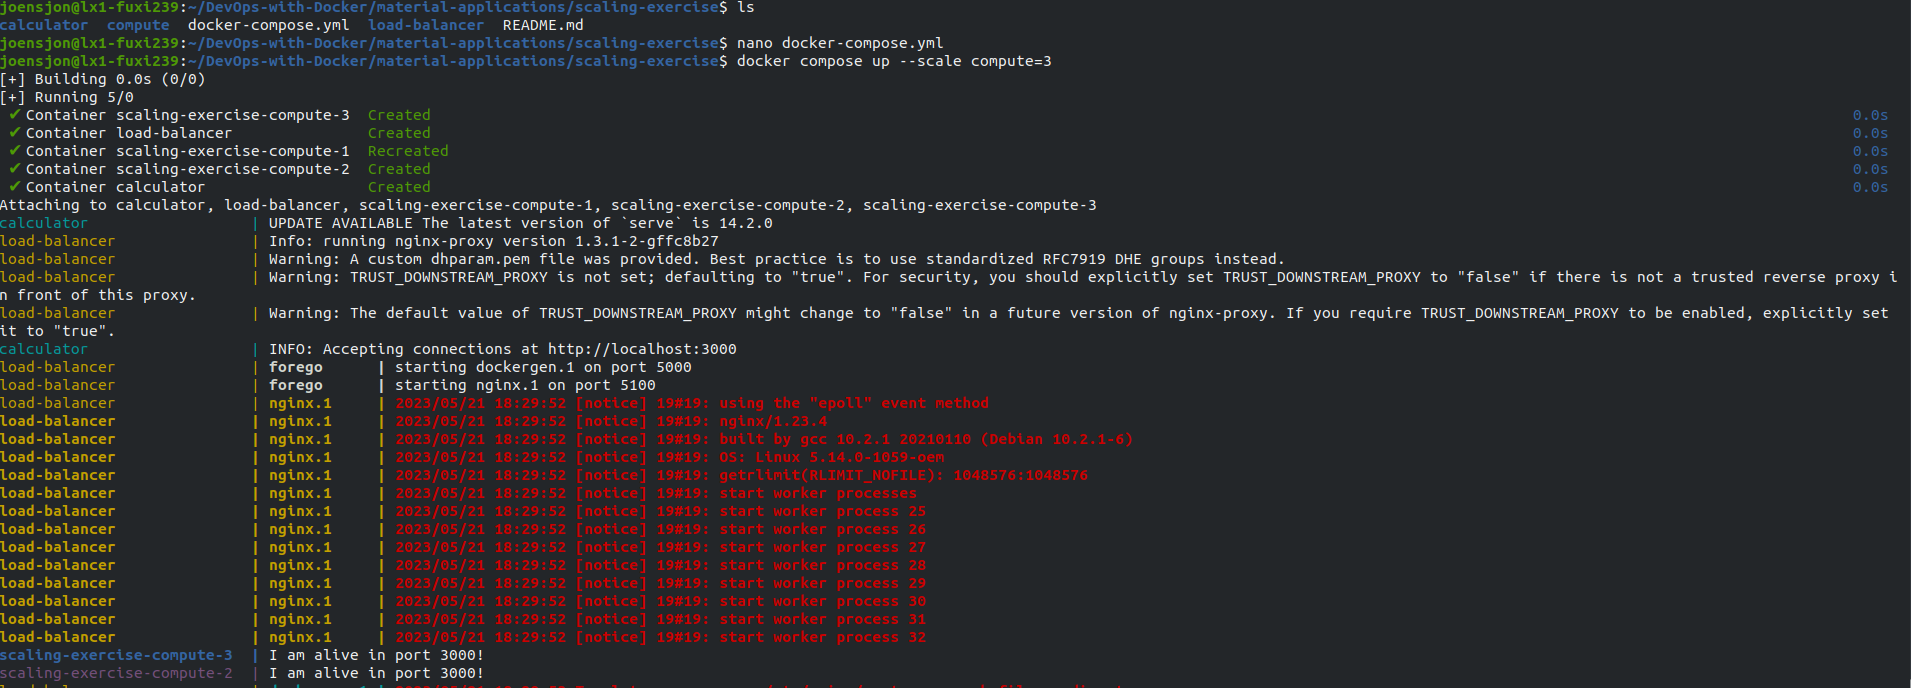 joensjon@lx1-fuxi239:~/DevOps-with-Docker/material-applications/scaling-exercise$ ls
calculator  compute  docker-compose.yml  load-balancer  README.md
joensjon@lx1-fuxi239:~/DevOps-with-Docker/material-applications/scaling-exercise$ nano docker-compose.yml
joensjon@lx1-fuxi239:~/DevOps-with-Docker/material-applications/scaling-exercise$ docker compose up --scale compute=3
[+] Building 0.0s (0/0)
[+] Running 5/0
✔ Container scaling-exercise-compute-3  Created  0.0s
✔ Container load-balancer  Created  0.0s
✔ Container scaling-exercise-compute-1  Recreated  0.0s
✔ Container scaling-exercise-compute-2  Created  0.0s
✔ Container calculator  Created  0.0s
Attaching to calculator, load-balancer, scaling-exercise-compute-1, scaling-exercise-compute-2, scaling-exercise-compute-3
calculator | UPDATE AVAILABLE The latest version of `serve` is 14.2.0
load-balancer | Info: running nginx-proxy version 1.3.1-2-gffc8b27
load-balancer | Warning: A custom dhparam.pem file was provided. Best practice is to use standardized RFC7919 DHE groups instead.
load-balancer | Warning: TRUST_DOWNSTREAM_PROXY is not set; defaulting to "true". For security, you should explicitly set TRUST_DOWNSTREAM_PROXY to "false" if there is not a trusted reverse proxy i
n front of this proxy.
load-balancer | Warning: The default value of TRUST_DOWNSTREAM_PROXY might change to "false" in a future version of nginx-proxy. If you require TRUST_DOWNSTREAM_PROXY to be enabled, explicitly set
it to "true".
calculator | INFO: Accepting connections at http://localhost:3000
load-balancer | forego | starting dockergen.1 on port 5000
load-balancer | forego | starting nginx.1 on port 5100
load-balancer | nginx.1 | 2023/05/21 18:29:52 [notice] 19#19: using the "epoll" event method
load-balancer | nginx.1 | 2023/05/21 18:29:52 [notice] 19#19: nginx/1.23.4
load-balancer | nginx.1 | 2023/05/21 18:29:52 [notice] 19#19: built by gcc 10.2.1 20210110 (Debian 10.2.1-6)
load-balancer | nginx.1 | 2023/05/21 18:29:52 [notice] 19#19: OS: Linux 5.14.0-1059-oem
load-balancer | nginx.1 | 2023/05/21 18:29:52 [notice] 19#19: getrlimit(RLIMIT_NOFILE): 1048576:1048576
load-balancer | nginx.1 | 2023/05/21 18:29:52 [notice] 19#19: start worker processes
load-balancer | nginx.1 | 2023/05/21 18:29:52 [notice] 19#19: start worker process 25
load-balancer | nginx.1 | 2023/05/21 18:29:52 [notice] 19#19: start worker process 26
load-balancer | nginx.1 | 2023/05/21 18:29:52 [notice] 19#19: start worker process 27
load-balancer | nginx.1 | 2023/05/21 18:29:52 [notice] 19#19: start worker process 28
load-balancer | nginx.1 | 2023/05/21 18:29:52 [notice] 19#19: start worker process 29
load-balancer | nginx.1 | 2023/05/21 18:29:52 [notice] 19#19: start worker process 30
load-balancer | nginx.1 | 2023/05/21 18:29:52 [notice] 19#19: start worker process 31
load-balancer | nginx.1 | 2023/05/21 18:29:52 [notice] 19#19: start worker process 32
scaling-exercise-compute-3 | I am alive in port 3000!
scaling-exercise-compute-2 | I am alive in port 3000!